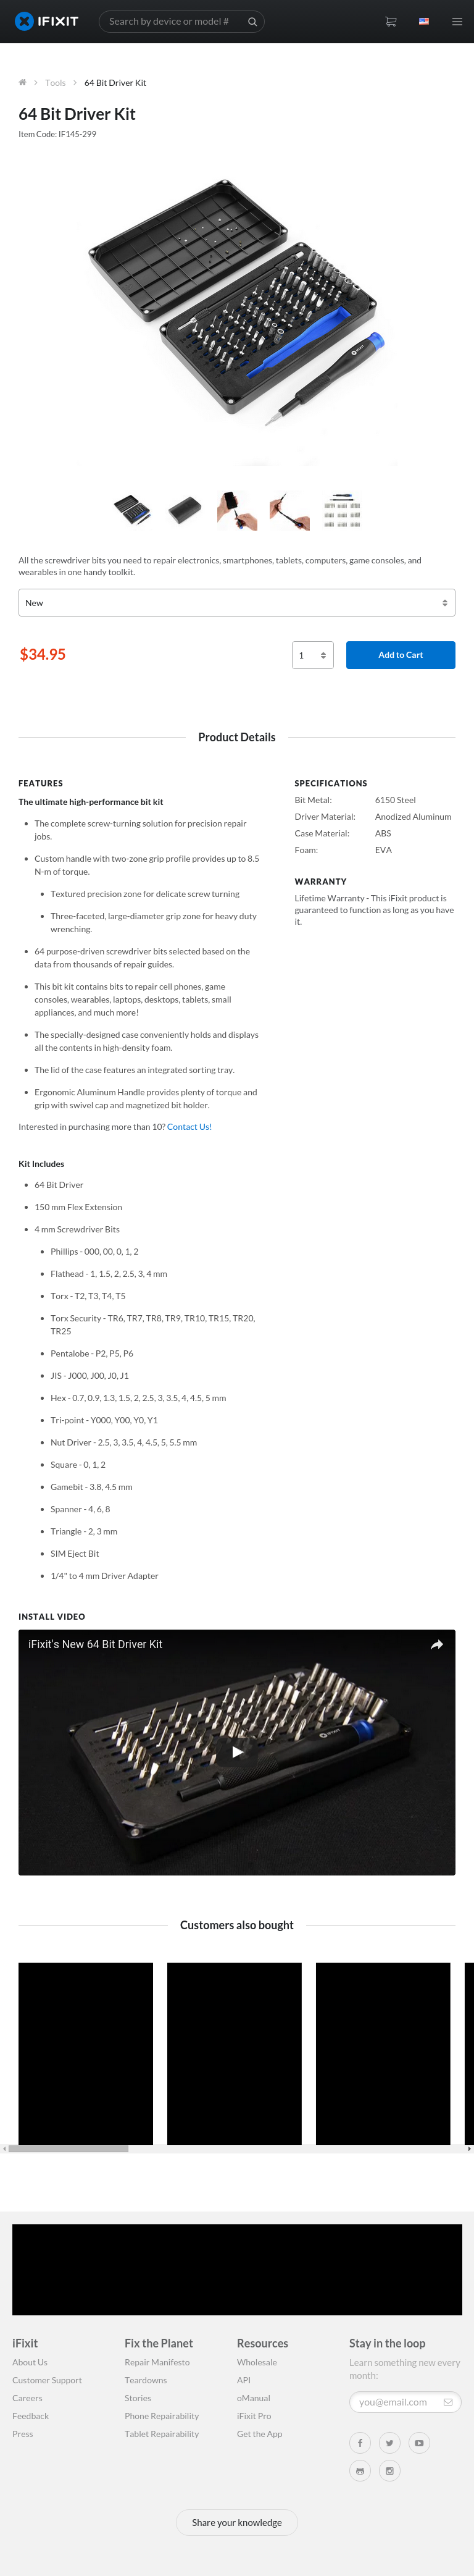 IFIXIT
Search by device or model #
Tools
64 Bit Driver Kit
64 Bit Driver Kit
Item Code: IF145-299
All the screwdriver bits you need to repair electronics, smartphones, tablets, computers, game consoles, and
wearables in one handy toolkit.
New
$34.95
1
Add to Cart
Product Details
FEATURES
The ultimate high-performance bit kit
The complete screw-turning solution for precision repair
jobs.
Custom handle with two-zone grip profile provides up to 8.5
N-m of torque.
Textured precision zone for delicate screw turning
Three-faceted, large-diameter grip zone for heavy duty
wrenching.
64 purpose-driven screwdriver bits selected based on the
data from thousands of repair guides.
This bit kit contains bits to repair cell phones, game
consoles, wearables, laptops, desktops, tablets, small
appliances, and much more!
The specially-designed case conveniently holds and displays
all the contents in high-density foam.
The lid of the case features an integrated sorting tray.
Ergonomic Aluminum Handle provides plenty of torque and
grip with swivel cap and magnetized bit holder.
Interested in purchasing more than 10? Contact Us!
Kit Includes
64 Bit Driver
150 mm Flex Extension
4 mm Screwdriver Bits
Phillips - 000, 00, 0, 1, 2
Flathead - 1, 1.5, 2, 2.5, 3, 4 mm
Torx - T2, T3, T4, T5
Torx Security - TR6, TR7, TR8, TR9, TR10, TR15, TR20,
TR25
Pentalobe - P2, P5, P6
JIS - J000, J00, J0, J1
Hex - 0.7, 0.9, 1.3, 1.5, 2, 2.5, 3, 3.5, 4, 4.5, 5 mm
Tri-point - Y000, Y00, Y0, Y1
Nut Driver - 2.5, 3, 3.5, 4, 4.5, 5, 5.5 mm
Square - 0, 1, 2
Gamebit - 3.8, 4.5 mm
Spanner - 4, 6, 8
Triangle - 2, 3 mm
SIM Eject Bit
1/4" to 4 mm Driver Adapter
SPECIFICATIONS
Bit Metal: 6150 Steel
Driver Material: Anodized Aluminum
Case Material: ABS
Foam: EVA
WARRANTY
Lifetime Warranty - This iFixit product is
guaranteed to function as long as you have
it.
INSTALL VIDEO
iFixit's New 64 Bit Driver Kit
Customers also bought
iFixit
About Us
Customer Support
Careers
Feedback
Press
Fix the Planet
Repair Manifesto
Teardowns
Stories
Phone Repairability
Tablet Repairability
Resources
Wholesale
API
oManual
iFixit Pro
Get the App
Stay in the loop
Learn something new every
month:
you@email.com
Share your knowledge